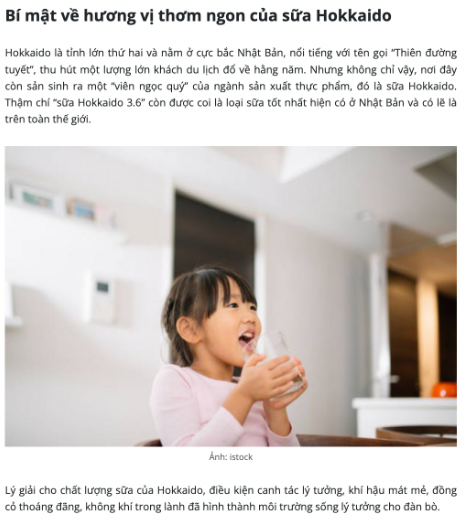 Bí mật về hương vị thơm ngon của sữa Hokkaido
Hokkaido là tỉnh lớn thứ hai và nằm ở cực bắc Nhật Bản, nổi tiếng với tên gọi “Thiên đường
tuyết”, thu hút một lượng lớn khách du lịch đổ về hằng năm. Nhưng không chỉ vậy, nơi đây
còn sản sinh ra một “viên ngọc quý” của ngành sản xuất thực phẩm, đó là sữa Hokkaido.
Thậm chí “sữa Hokkaido 3.6” còn được coi là loại sữa tốt nhất hiện có ở Nhật Bản và có lẽ là
trên toàn thế giới.
Ảnh: istock
Lý giải cho chất lượng sữa của Hokkaido, điều kiện canh tác lý tưởng, khí hậu mát mẻ, đồng
cỏ thoáng đãng, không khí trong lành đã hình thành môi trường sống lý tưởng cho đàn bò.